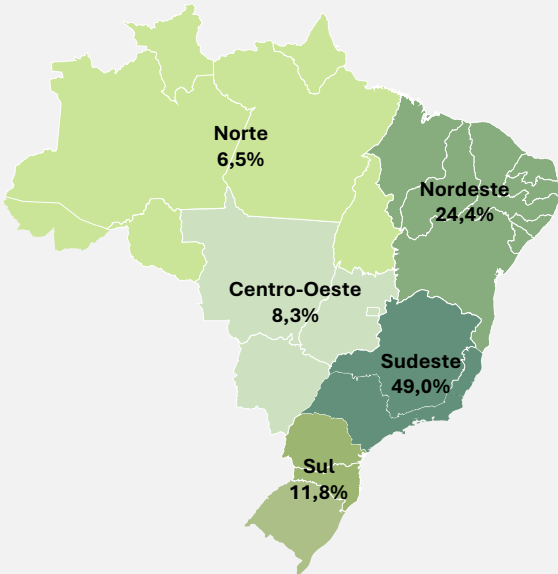 Norte
6,5%
Nordeste
24,4%
Centro-Oeste
8,3%
Sudeste
49,0%
Sul
11,8%